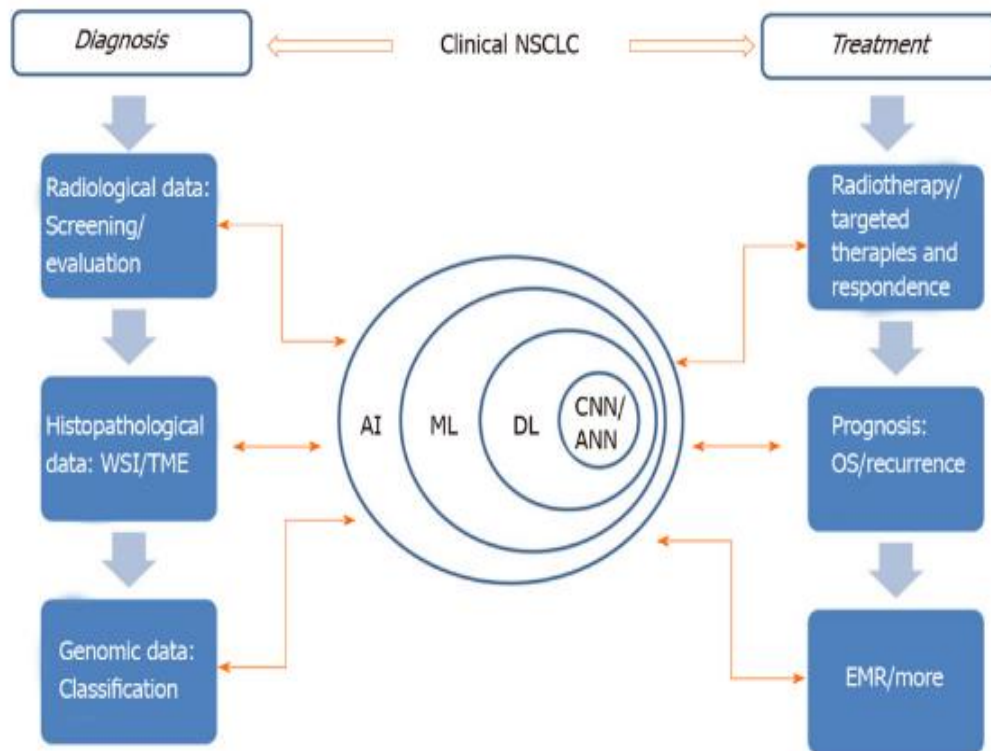 Diagnosis
Clinical NSCLC
Treatment
Radiological data:
Screening/
evaluation
Histopathological
data: WSI/TME
Genomic data:
Classification
AI
ML
DL
CNN/
ANN
Radiotherapy/
targeted
therapies and
respondence
Prognosis:
OS/recurrence
EMR/more